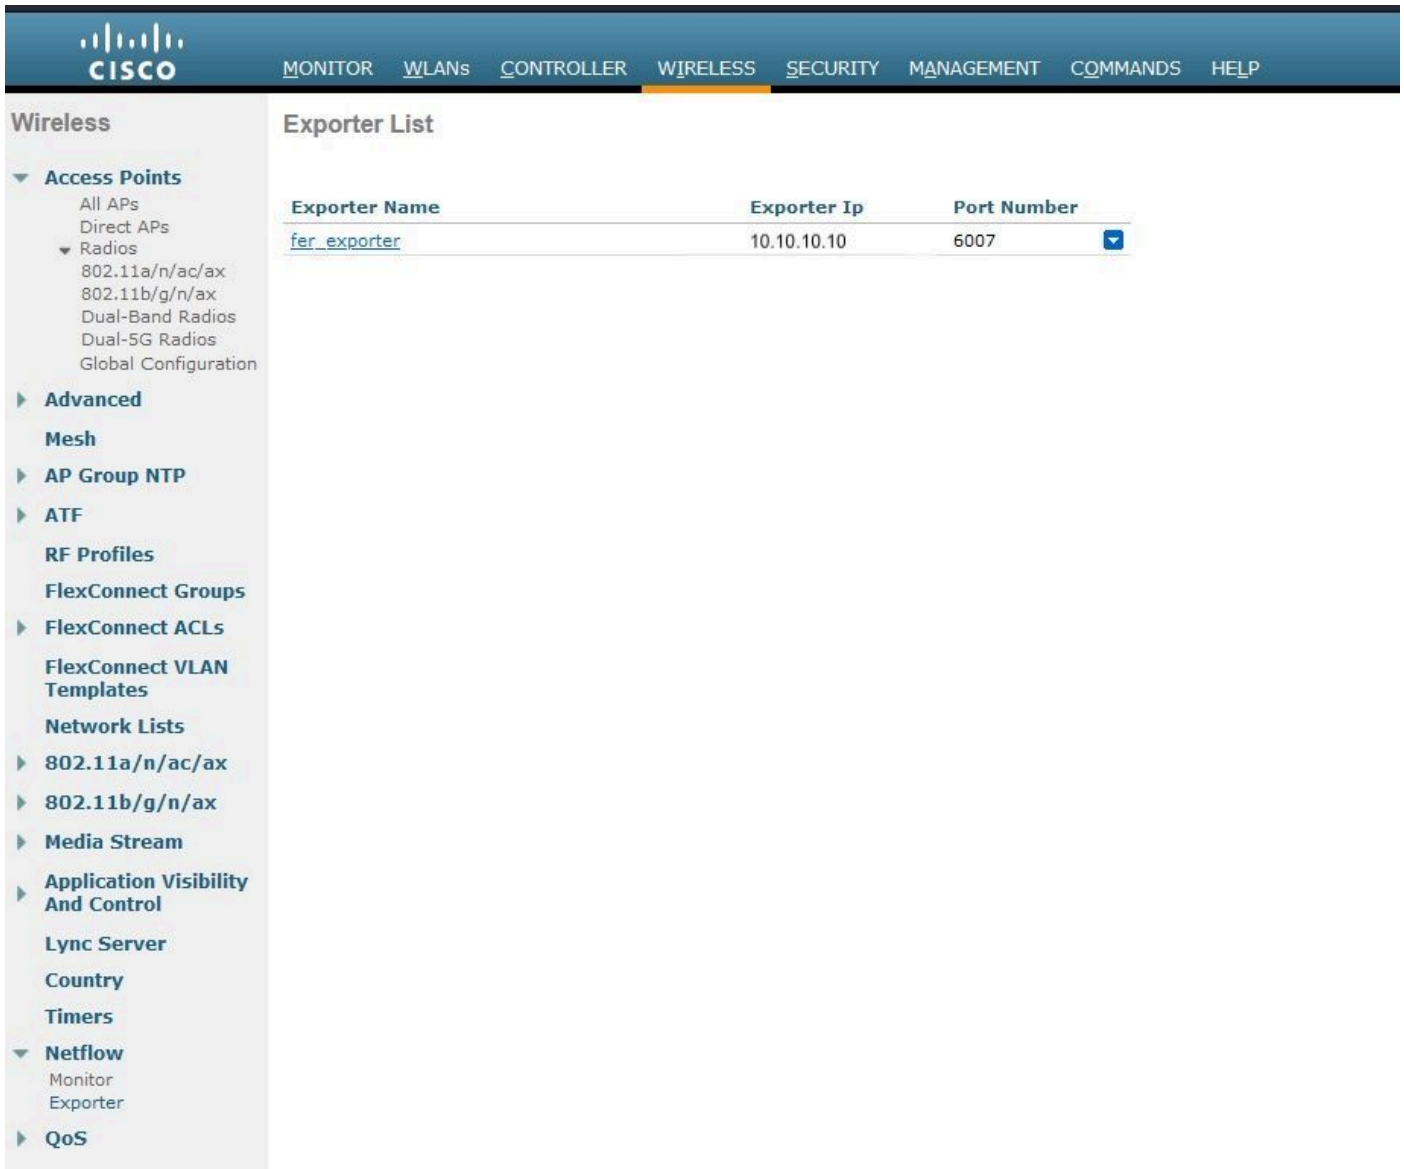 CISCO
MONITOR WLANs CONTROLLER WIRELESS SECURITY MANAGEMENT COMMANDS HELP
Wireless
Access Points
All APs
Direct APs
Radios
802.11a/n/ac/ax
802.11b/g/n/ax
Dual-Band Radios
Dual-5G Radios
Global Configuration
Advanced
Mesh
AP Group NTP
ATF
RF Profiles
FlexConnect Groups
FlexConnect ACLs
FlexConnect VLAN
Templates
Network Lists
802.11a/n/ac/ax
802.11b/g/n/ax
Media Stream
Application Visibility
And Control
Lync Server
Country
Timers
Netflow
Monitor
Exporter
QoS
Exporter List
Exporter Name Exporter Ip Port Number
fer_exporter 10.10.10.10 6007